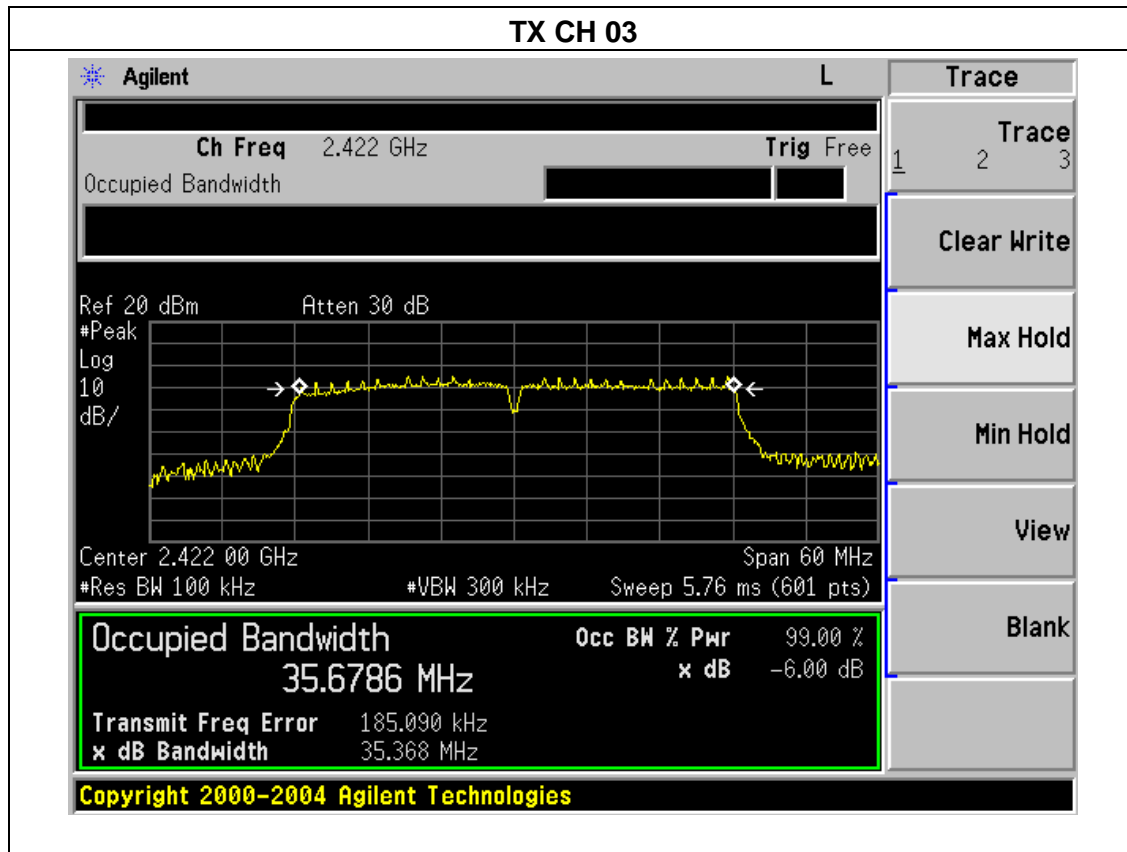 TX CH 03
Agilent L Trace
Ch Freq 2.422 GHz Trig Free
Occupied Bandwidth
Trace
1 2 3
Clear Write
Max Hold
Min Hold
View
Blank
Ref 20 dBm Atten 30 dB
#Peak
Log
10
dB/
Center 2.422 00 GHz Span 60 MHz
#Res BW 100 kHz #VBW 300 kHz Sweep 5.76 ms (601 pts)
Occupied Bandwidth Occ BW % Pwr 99.00 %
35.6786 MHz x dB -6.00 dB
Transmit Freq Error 185.090 kHz
x dB Bandwidth 35.368 MHz
Copyright 2000-2004 Agilent Technologies